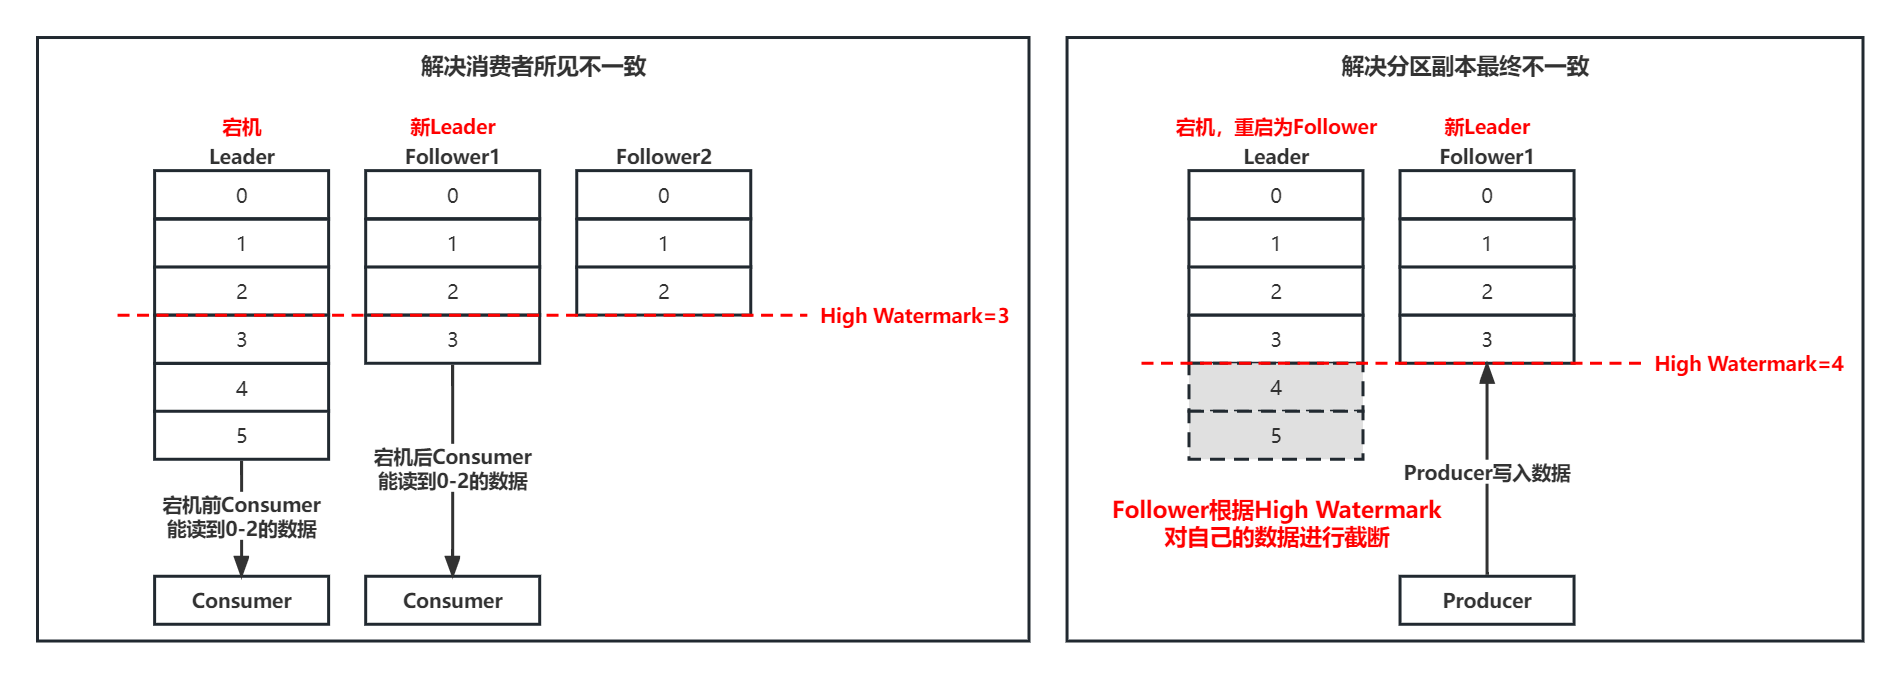 解决消费者所见不一致
宕机
新Leader
Leader
Follower1
Follower2
0
0
0
1
1
1
2
2
2
High Watermark=3
3
3
4
5
宕机后Consumer
能读到0-2的数据
宕机前Consumer
能读到0-2的数据
Consumer
Consumer
解决分区副本最终不一致
宕机，重启为Follower
新Leader
Leader
Follower1
0
0
1
1
2
2
3
3
High Watermark=4
4
5
Producer写入数据
Follower根据High Watermark
对自己的数据进行截断
Producer